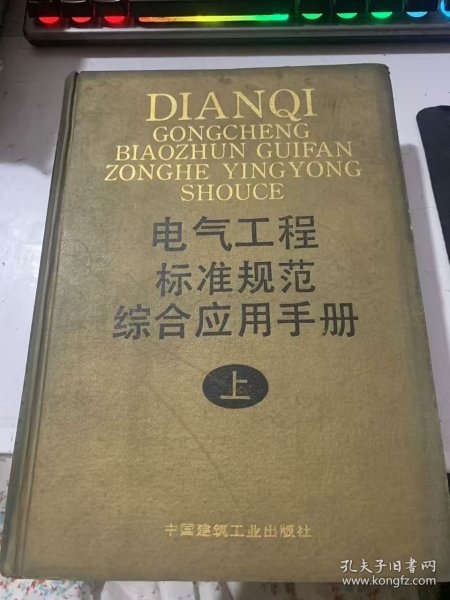 DIANQI
GONGCHENG
BIAOZHUN GUIFAN
ZONGHE YINGYONG
SHOUCE
电气工程
标准规范
综合应用手册
上
中国建筑工业出版社
孔夫子旧书网
www.kongfz.com